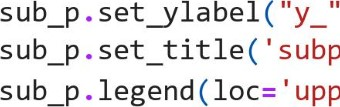 sub_p.set_ylabel("y_"
sub_p.set_title('subp
sub_p.legend(loc='upp